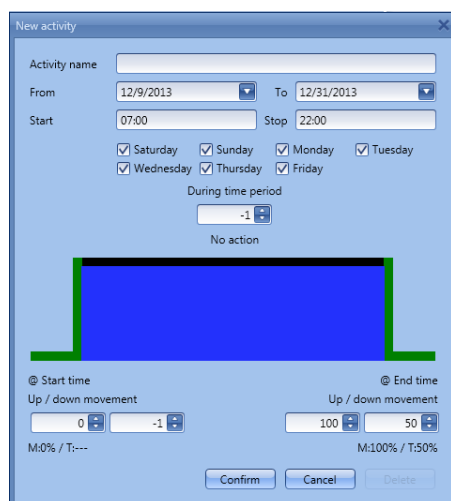 New activity
Activity name
From 12/9/2013 To 12/31/2013
Start 07:00 Stop 22:00
Saturday Sunday Monday Tuesday
Wednesday Thursday Friday
During time period
-1
No action
@ Start time @ End time
Up / down movement Up / down movement
0 -1 100 50
M:0% / T:--- M:100% / T:50%
Confirm Cancel Delete